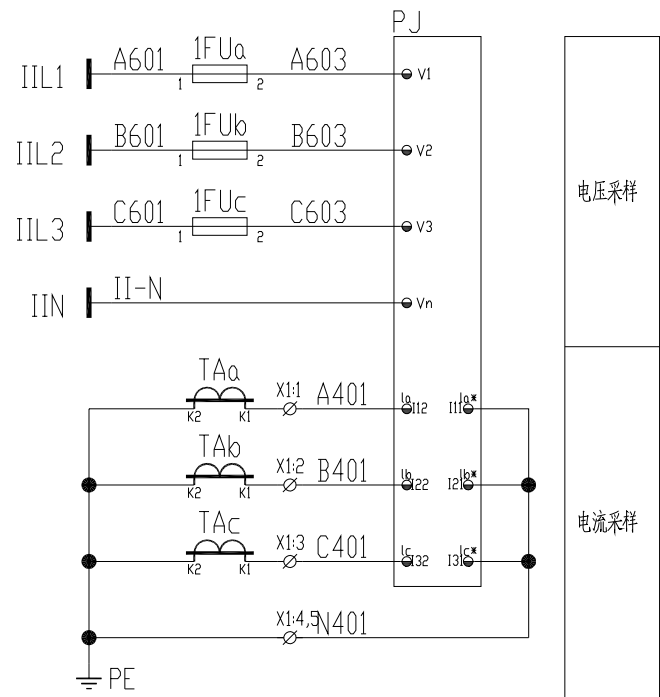 PJ
IIL1 A601 1FUa A603 V1
1 2
IIL2 B601 1FUb B603 V2
1 2
IIL3 C601 1FUc C603 V3
1 2
IIN II-N Vn
电压采样
TAa X1:1 A401 Ia Ia*
K2 K1 I12 I11
TAb X1:2 B401 Ib Ib*
K2 K1 I22 I21
电流采样
TAc X1:3 C401 Ic Ic*
K2 K1 I32 I31
X1:4,5 N401
PE